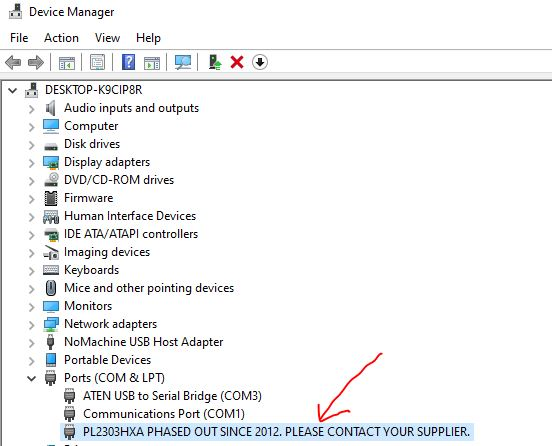 Device Manager
File Action View Help
DESKTOP-K9CIP8R
Audio inputs and outputs
Computer
Disk drives
Display adapters
DVD/CD-ROM drives
Firmware
Human Interface Devices
IDE ATA/ATAPI controllers
Imaging devices
Keyboards
Mice and other pointing devices
Monitors
Network adapters
NoMachine USB Host Adapter
Portable Devices
Ports (COM & LPT)
ATEN USB to Serial Bridge (COM3)
Communications Port (COM1)
PL2303HXA PHASED OUT SINCE 2012. PLEASE CONTACT YOUR SUPPLIER.